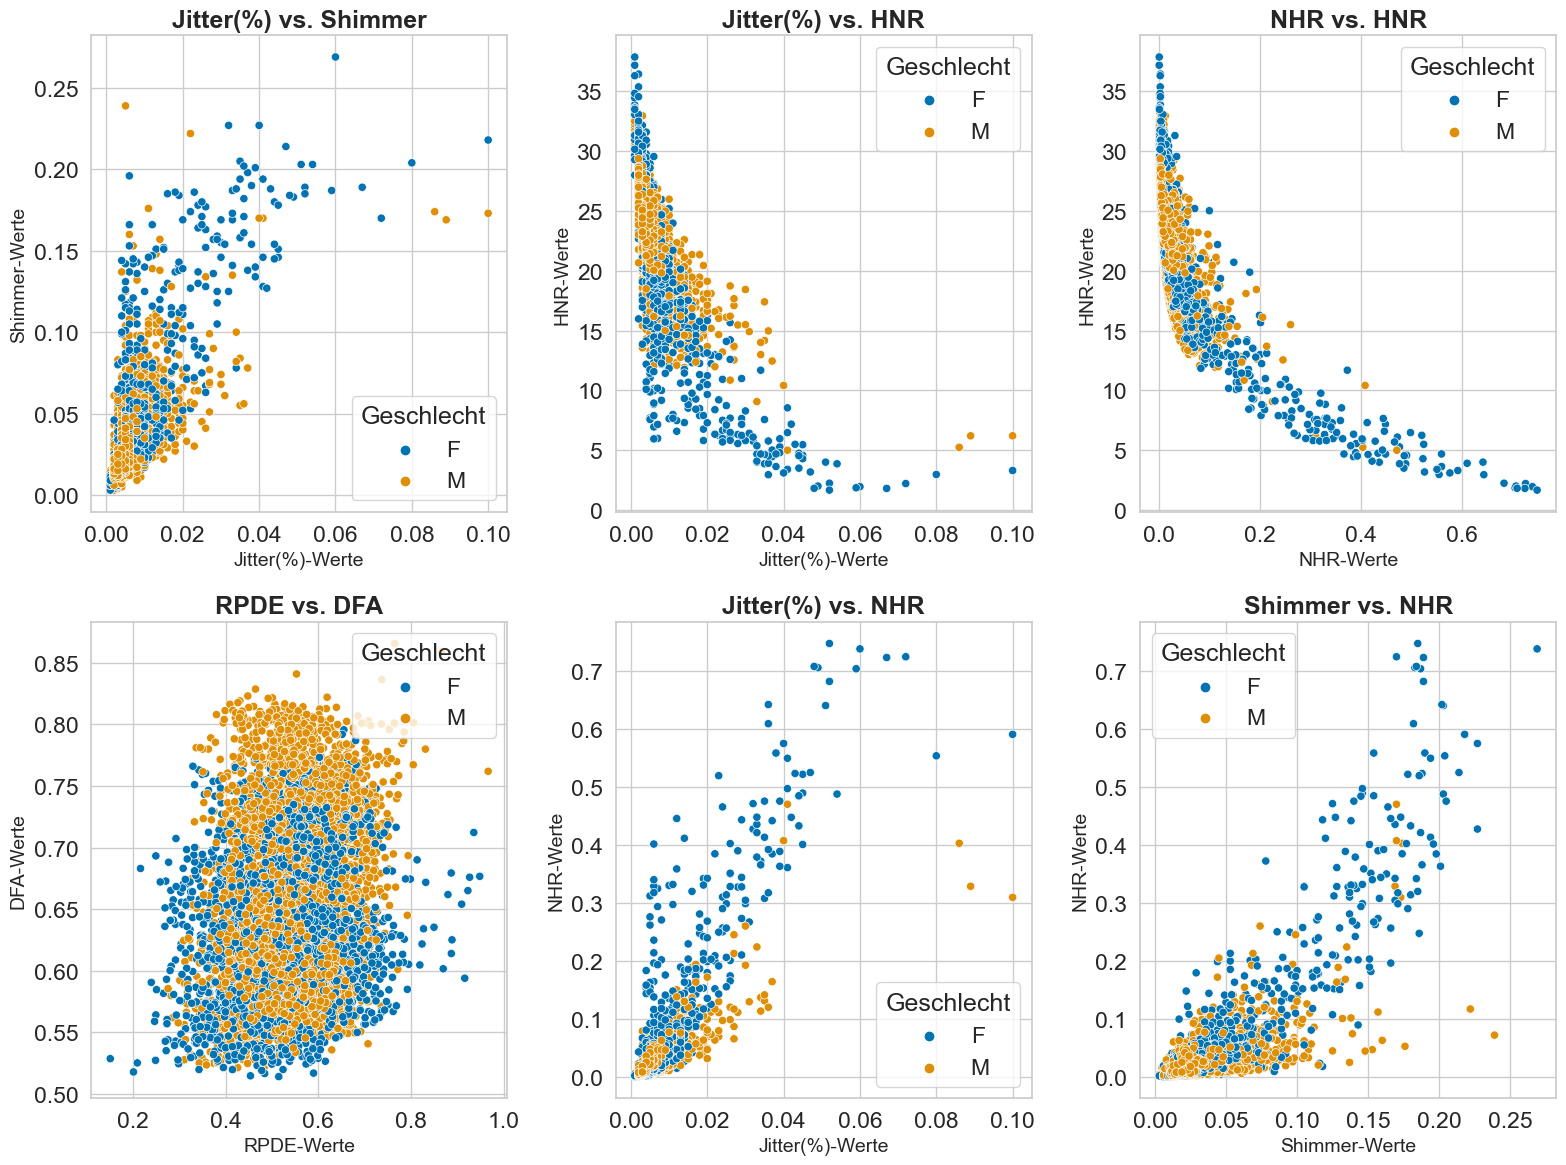 Jitter(%) vs. Shimmer
Shimmer-Werte
0.25
0.20
0.15
0.10
0.05
0.00
Geschlecht
F
M
0.00 0.02 0.04 0.06 0.08 0.10
Jitter(%)-Werte
Jitter(%) vs. HNR
HNR-Werte
35
30
25
20
15
10
5
0
Geschlecht
F
M
0.00 0.02 0.04 0.06 0.08 0.10
Jitter(%)-Werte
NHR vs. HNR
HNR-Werte
35
30
25
20
15
10
5
0
Geschlecht
F
M
0.0 0.2 0.4 0.6
NHR-Werte
RPDE vs. DFA
DFA-Werte
0.85
0.80
0.75
0.70
0.65
0.60
0.55
0.50
Geschlecht
F
M
0.2 0.4 0.6 0.8 1.0
RPDE-Werte
Jitter(%) vs. NHR
NHR-Werte
0.7
0.6
0.5
0.4
0.3
0.2
0.1
0.0
Geschlecht
F
M
0.00 0.02 0.04 0.06 0.08 0.10
Jitter(%)-Werte
Shimmer vs. NHR
NHR-Werte
0.7
0.6
0.5
0.4
0.3
0.2
0.1
0.0
Geschlecht
F
M
0.00 0.05 0.10 0.15 0.20 0.25
Shimmer-Werte